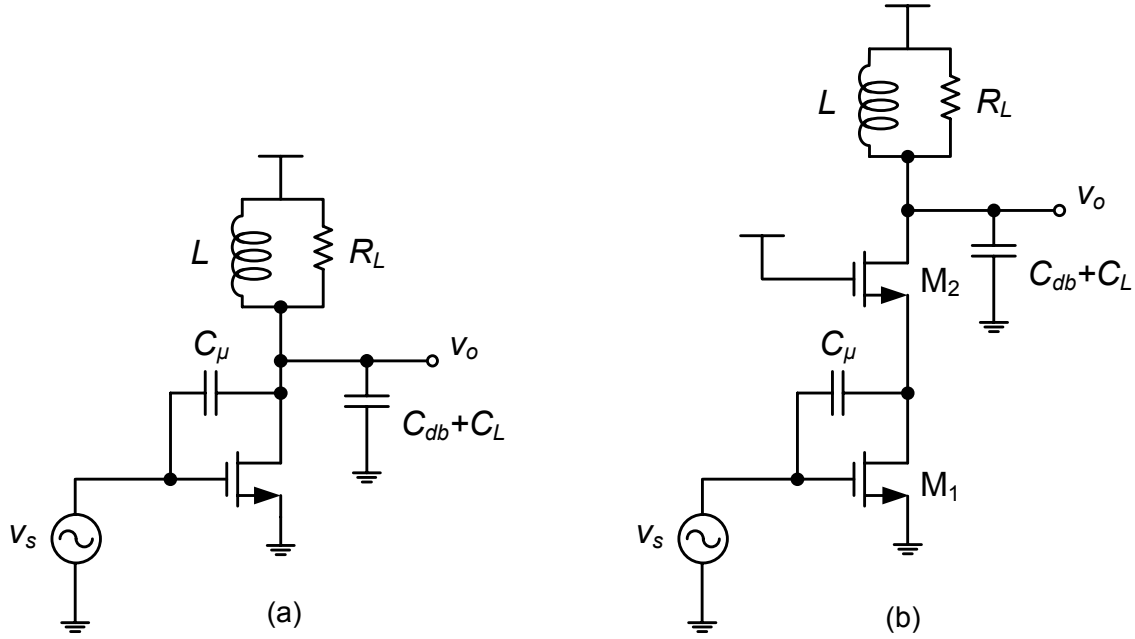 L
R_L
C_μ
v_o
C_db+C_L
v_s
(a)
L
R_L
v_o
M_2
C_db+C_L
C_μ
M_1
v_s
(b)